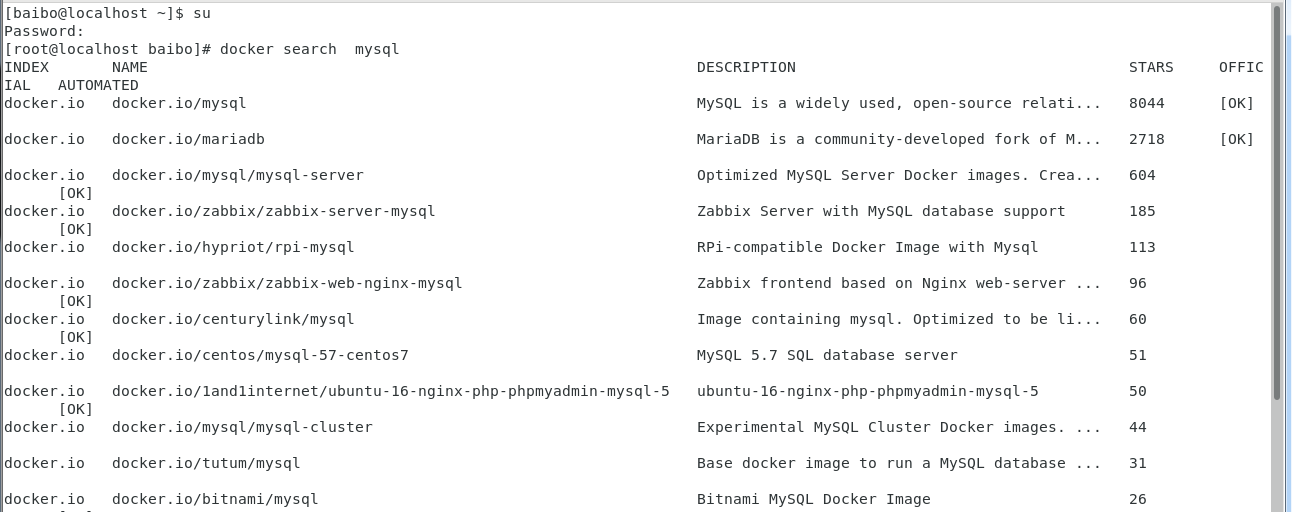 [baibo@localhost ~]$ su
Password:
[root@localhost baibo]# docker search  mysql
INDEX       NAME                                                             DESCRIPTION                                     STARS     OFFIC
IAL   AUTOMATED
docker.io   docker.io/mysql                                                  MySQL is a widely used, open-source relati...   8044      [OK]
docker.io   docker.io/mariadb                                                MariaDB is a community-developed fork of M...   2718      [OK]
docker.io   docker.io/mysql/mysql-server                                     Optimized MySQL Server Docker images. Crea...   604
      [OK]
docker.io   docker.io/zabbix/zabbix-server-mysql                             Zabbix Server with MySQL database support       185
      [OK]
docker.io   docker.io/hypriot/rpi-mysql                                      RPi-compatible Docker Image with Mysql          113
docker.io   docker.io/zabbix/zabbix-web-nginx-mysql                          Zabbix frontend based on Nginx web-server ...   96
      [OK]
docker.io   docker.io/centurylink/mysql                                      Image containing mysql. Optimized to be li...   60
      [OK]
docker.io   docker.io/centos/mysql-57-centos7                                MySQL 5.7 SQL database server                   51
docker.io   docker.io/1and1internet/ubuntu-16-nginx-php-phpmyadmin-mysql-5   ubuntu-16-nginx-php-phpmyadmin-mysql-5          50
      [OK]
docker.io   docker.io/mysql/mysql-cluster                                    Experimental MySQL Cluster Docker images. ...   44
docker.io   docker.io/tutum/mysql                                            Base docker image to run a MySQL database ...   31
docker.io   docker.io/bitnami/mysql                                          Bitnami MySQL Docker Image                      26